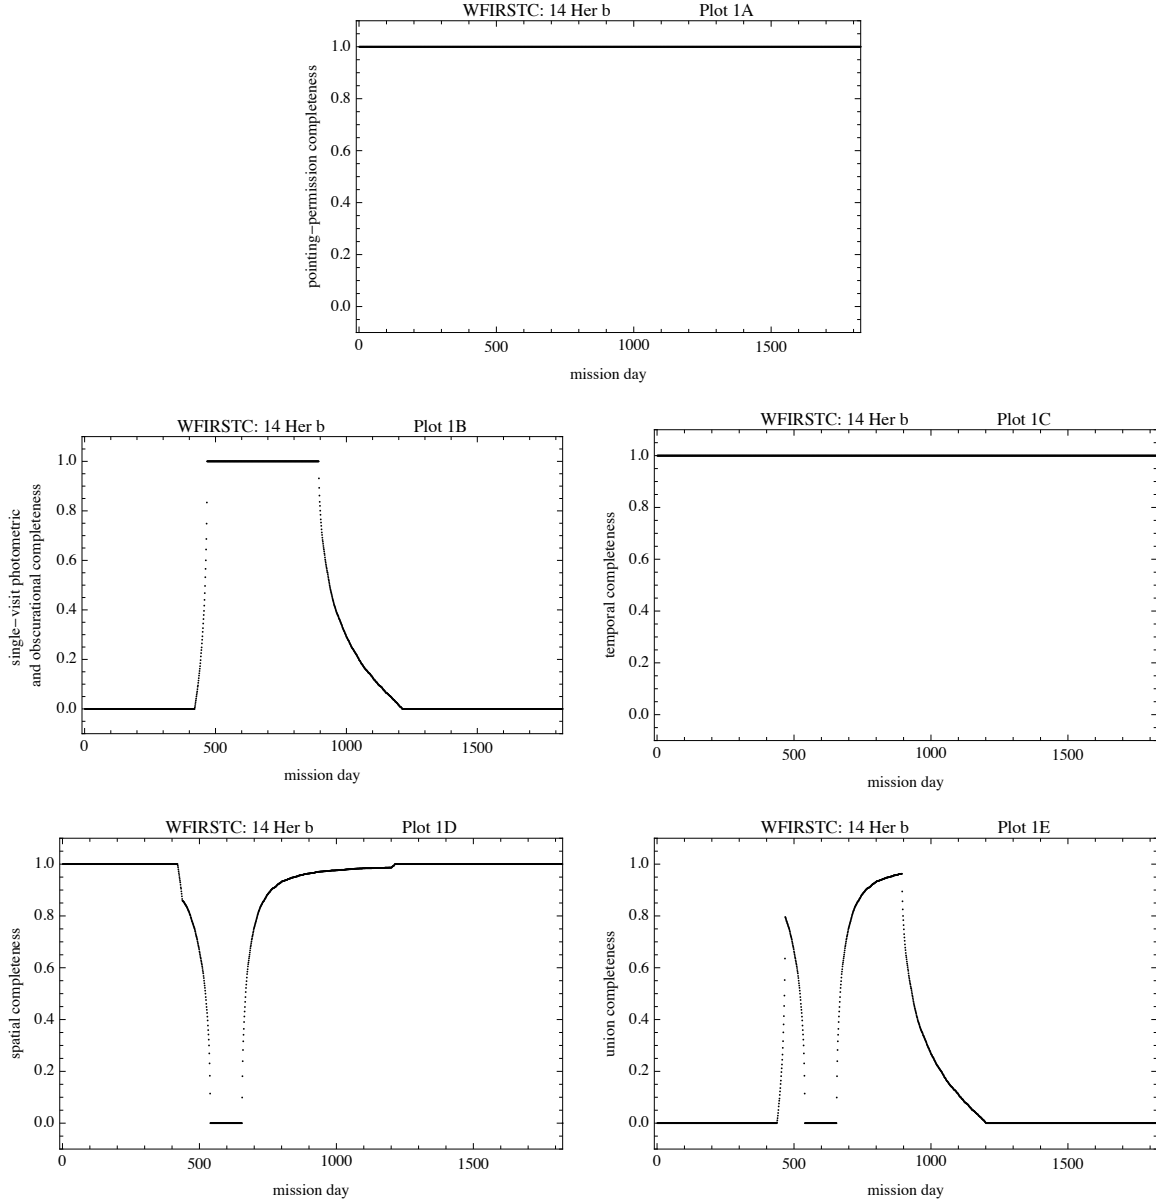 WFIRSTC: 14 Her b Plot 1A
pointing−permission completeness
1.0
0.8
0.6
0.4
0.2
0.0
0 500 1000 1500
mission day
WFIRSTC: 14 Her b Plot 1B
single−visit photometric
and obscurational completeness
1.0
0.8
0.6
0.4
0.2
0.0
0 500 1000 1500
mission day
WFIRSTC: 14 Her b Plot 1C
temporal completeness
1.0
0.8
0.6
0.4
0.2
0.0
0 500 1000 1500
mission day
WFIRSTC: 14 Her b Plot 1D
spatial completeness
1.0
0.8
0.6
0.4
0.2
0.0
0 500 1000 1500
mission day
WFIRSTC: 14 Her b Plot 1E
union completeness
1.0
0.8
0.6
0.4
0.2
0.0
0 500 1000 1500
mission day